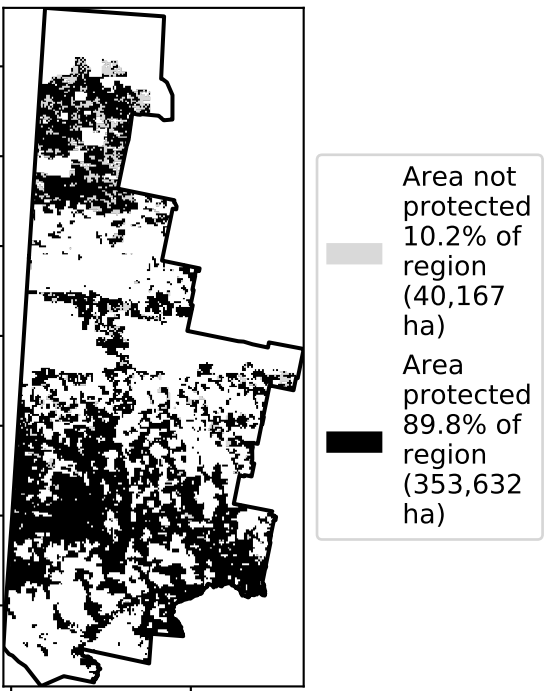 Area not
protected
10.2% of
region
(40,167
ha)
Area
protected
89.8% of
region
(353,632
ha)